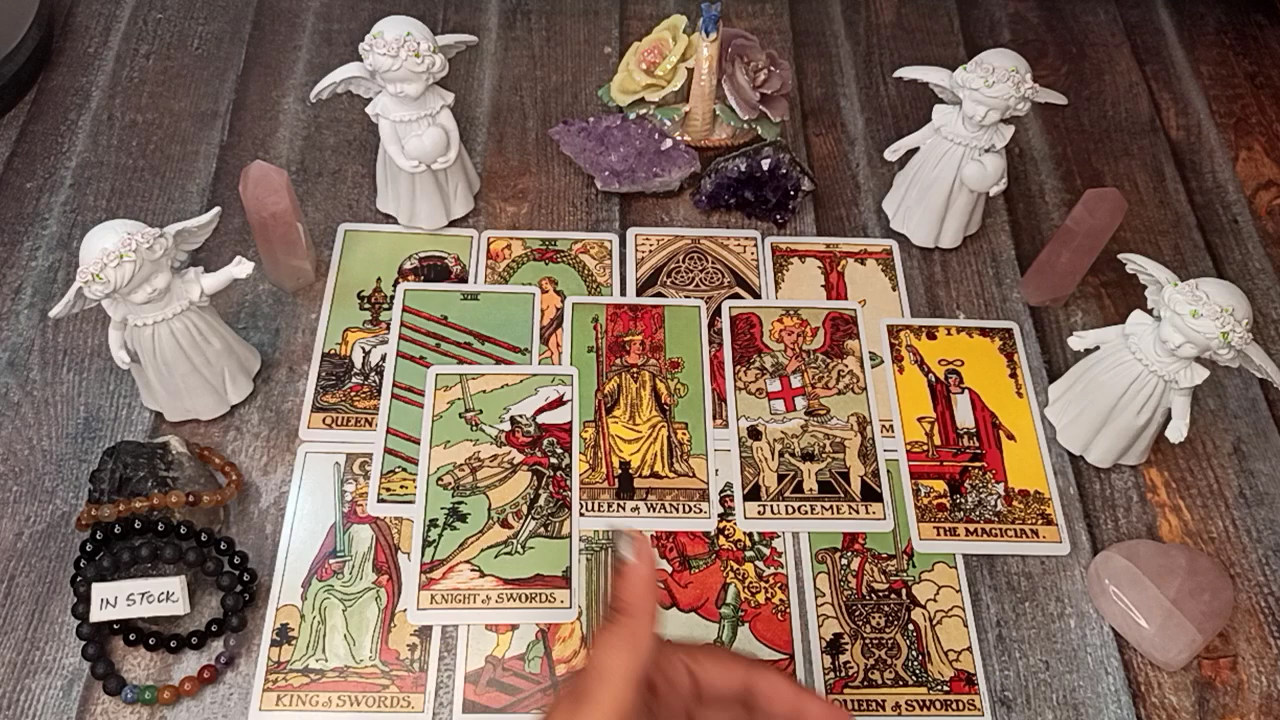 XXI
VIII
QUEEN
QUEEN of WANDS.
JUDGEMENT.
THE MAGICIAN.
KNIGHT of SWORDS.
IN STOCK
KING of SWORDS.
QUEEN of SWORDS.